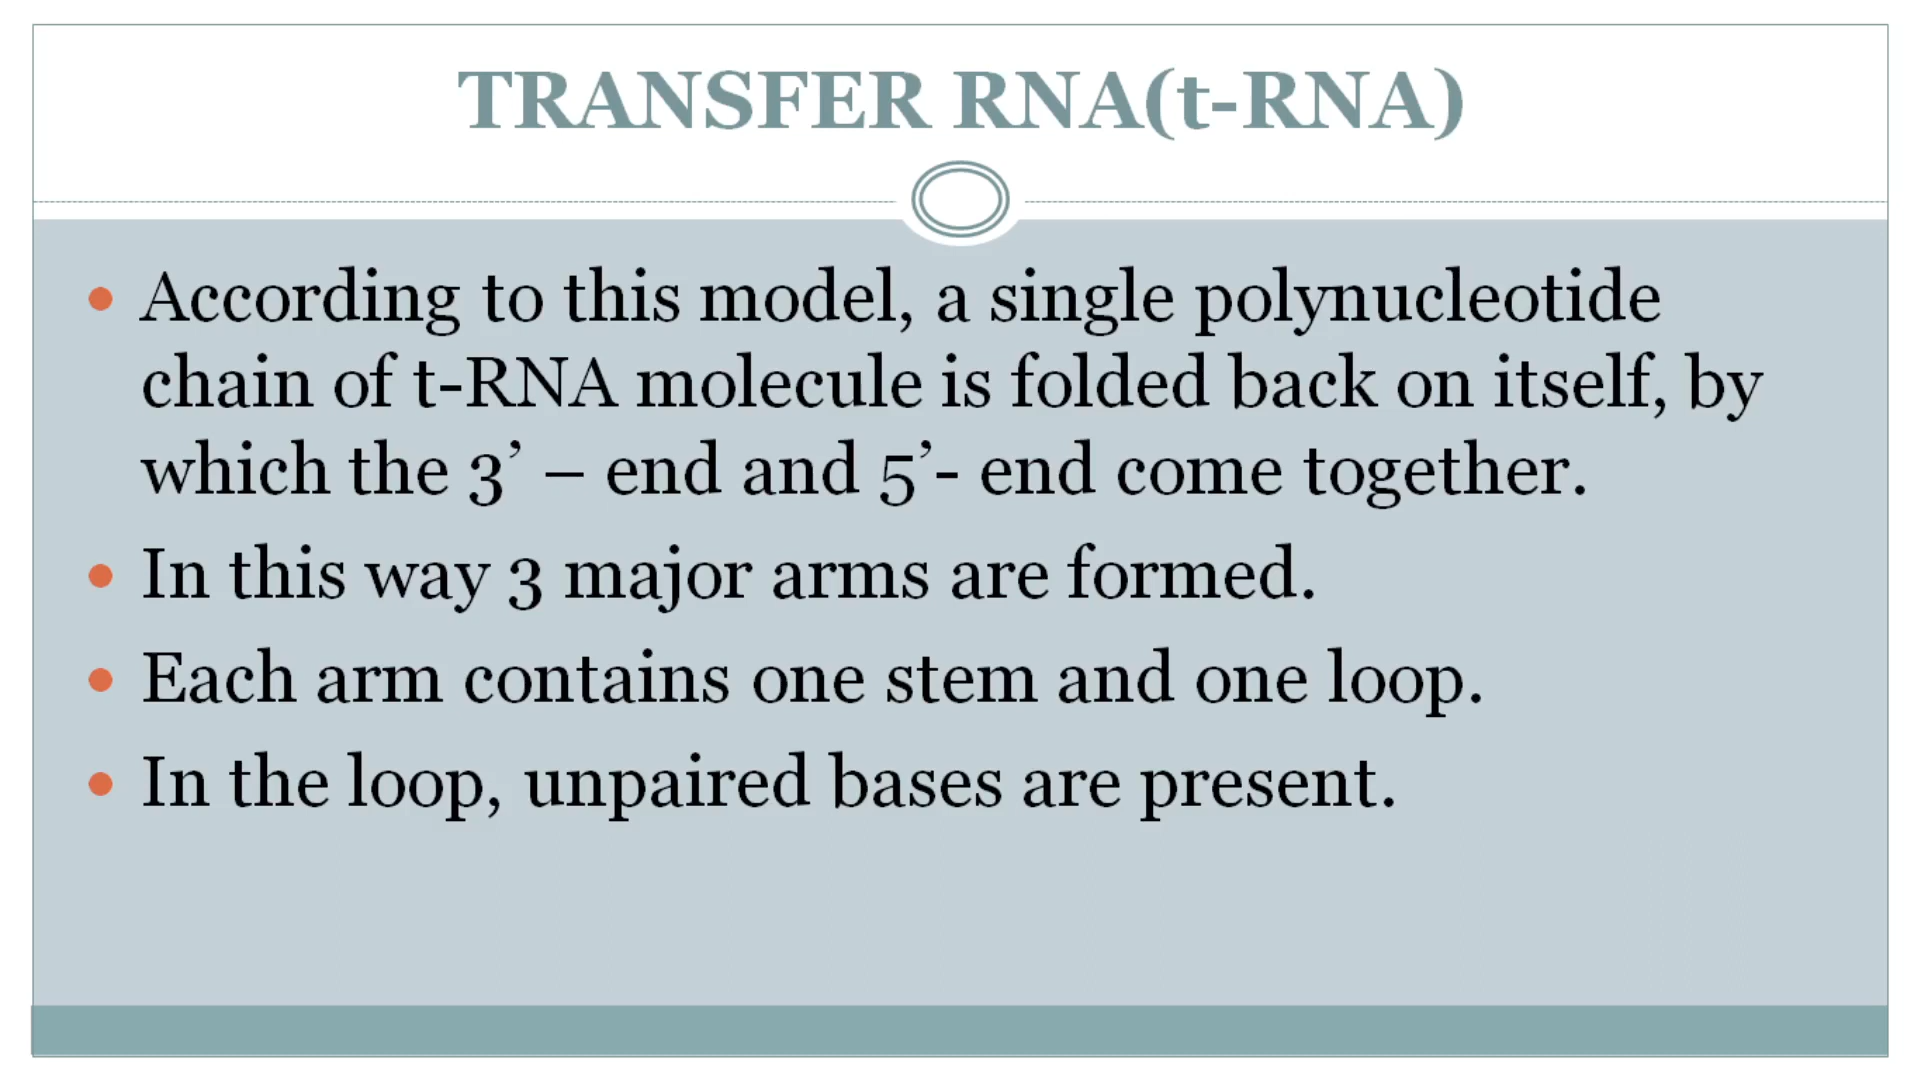 TRANSFER RNA(t-RNA)
• According to this model, a single polynucleotide
chain of t-RNA molecule is folded back on itself, by
which the 3’ – end and 5’- end come together.
• In this way 3 major arms are formed.
• Each arm contains one stem and one loop.
• In the loop, unpaired bases are present.